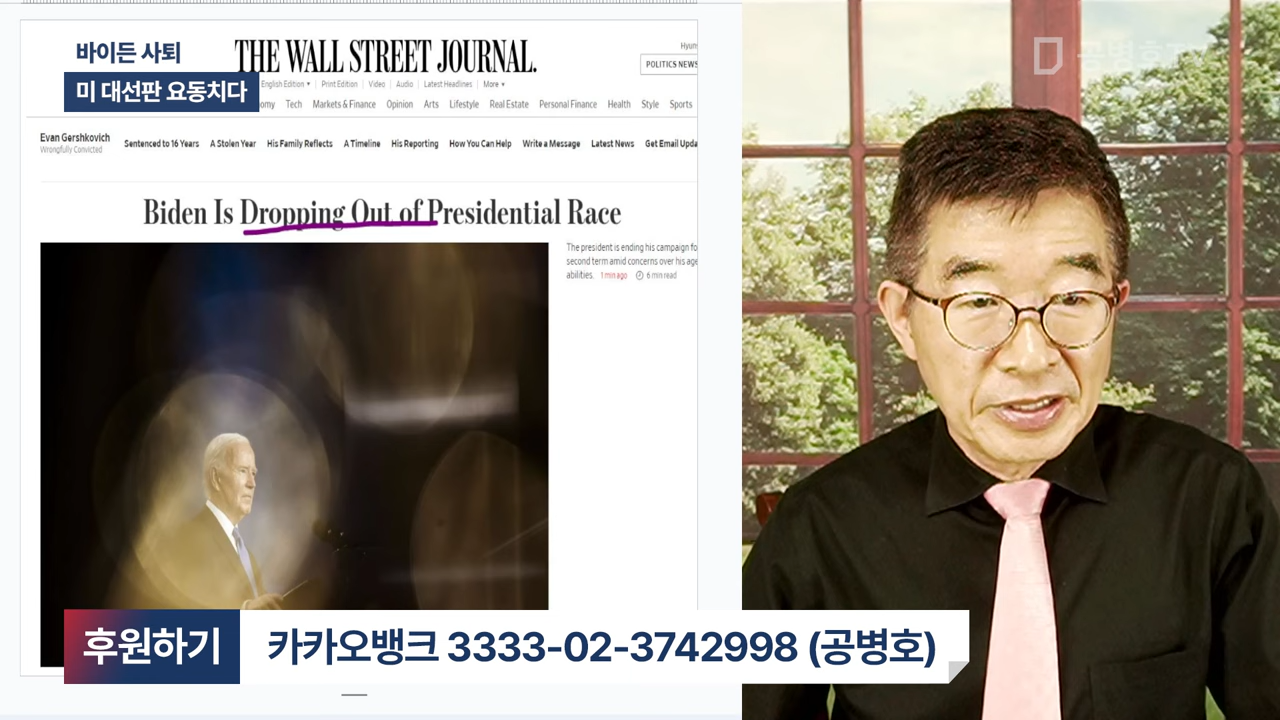 바이든 사퇴
미 대선판 요동치다
THE WALL STREET JOURNAL.
English Edition ▾ | Print Edition | Video | Audio | Latest Headlines | More ▾
POLITICS NEWS
Tech Markets & Finance Opinion Arts Lifestyle Real Estate Personal Finance Health Style Sports
Evan Gershkovich
Wrongfully Convicted
Sentenced to 16 Years A Stolen Year His Family Reflects A Timeline His Reporting How You Can Help Write a Message Latest News Get Email Upda
Biden Is Dropping Out of Presidential Race
The president is ending his campaign fo
second term amid concerns over his age
abilities. 1 min ago 6 min read
후원하기
카카오뱅크 3333-02-3742998 (공병호)